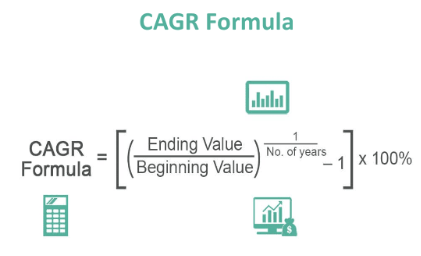 CAGR Formula
CAGR
Formula
=
[(
Ending Value
Beginning Value
)
1
No. of years
– 1
]
x 100%
$